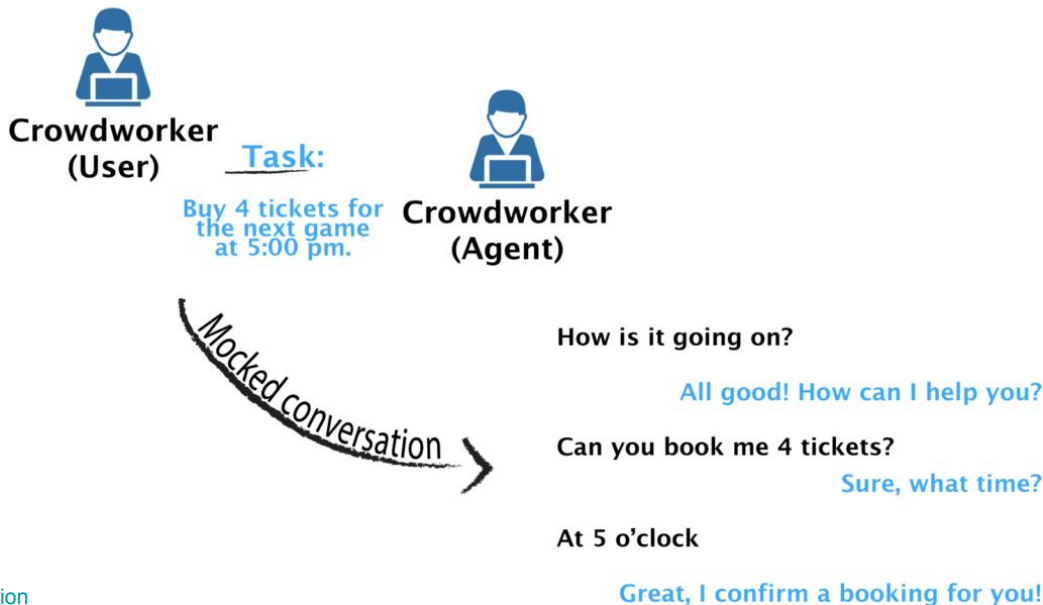 Crowdworker
(User)
Task:
Buy 4 tickets for
the next game
at 5:00 pm.
Crowdworker
(Agent)
Mocked conversation
How is it going on?
All good! How can I help you?
Can you book me 4 tickets?
Sure, what time?
At 5 o'clock
Great, I confirm a booking for you!
ion